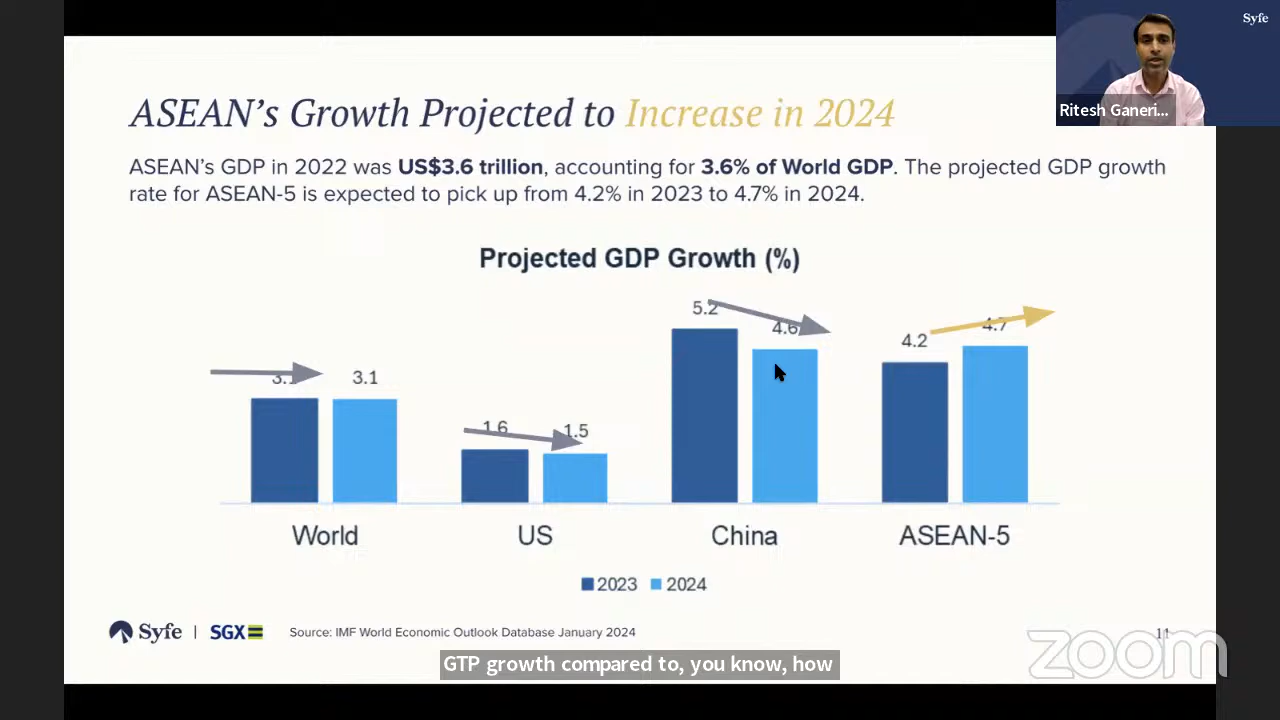 Syfe
Ritesh Ganeri...
ASEAN's Growth Projected to Increase in 2024
ASEAN's GDP in 2022 was US$3.6 trillion, accounting for 3.6% of World GDP. The projected GDP growth
rate for ASEAN-5 is expected to pick up from 4.2% in 2023 to 4.7% in 2024.
Projected GDP Growth (%)
3.1
3.1
1.6
1.5
5.2
4.6
4.2
4.7
World
US
China
ASEAN-5
2023
2024
Syfe | SGX
Source: IMF World Economic Outlook Database January 2024
zoom
GTP growth compared to, you know, how